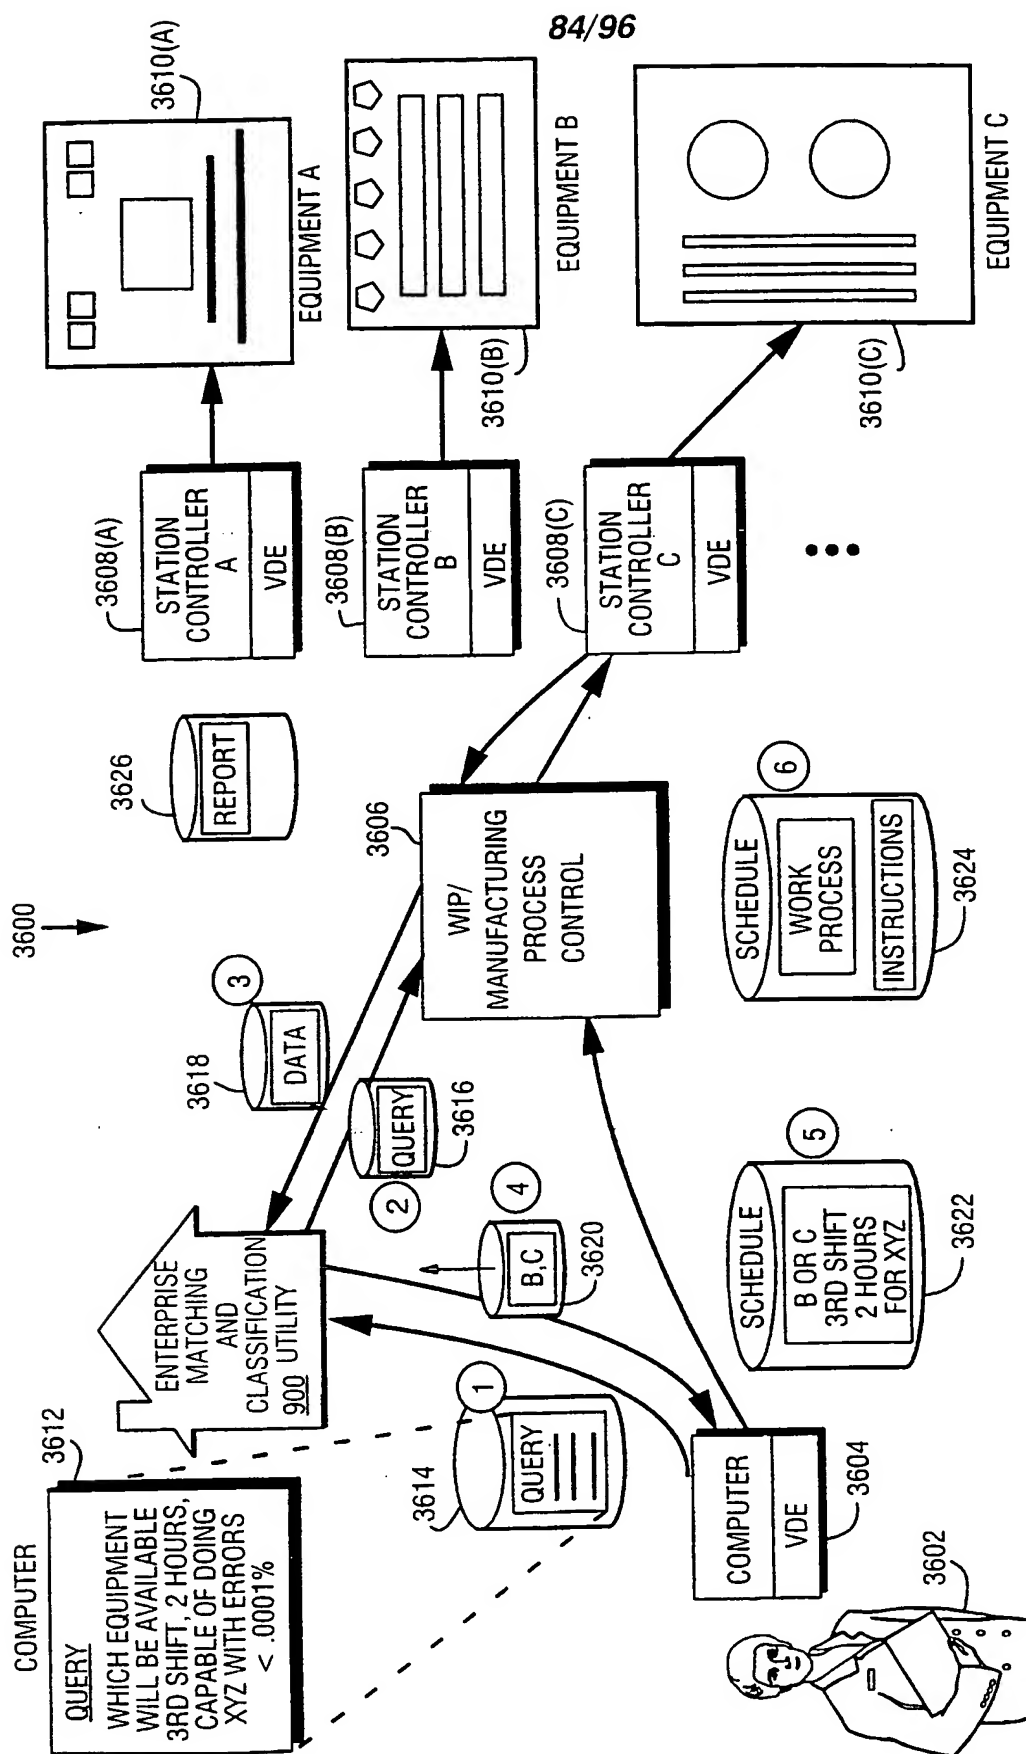 84/96
3600
COMPUTER
3612
QUERY
WHICH EQUIPMENT
WILL BE AVAILABLE
3RD SHIFT, 2 HOURS,
CAPABLE OF DOING
XYZ WITH ERRORS
< .0001%
ENTERPRISE
MATCHING
AND
CLASSIFICATION
900 UTILITY
3618
DATA
3
3626
REPORT
3608(A)
STATION
CONTROLLER
A
VDE
3610(A)
EQUIPMENT A
3614
QUERY
1
4
B,C
3620
2
QUERY
3616
3606
WIP/
MANUFACTURING
PROCESS
CONTROL
3608(B)
STATION
CONTROLLER
B
VDE
3610(B)
EQUIPMENT B
3608(C)
STATION
CONTROLLER
C
VDE
3610(C)
EQUIPMENT C
COMPUTER
VDE
3604
3602
SCHEDULE
B OR C
3RD SHIFT
2 HOURS
FOR XYZ
5
3622
SCHEDULE
WORK
PROCESS
INSTRUCTIONS
6
3624